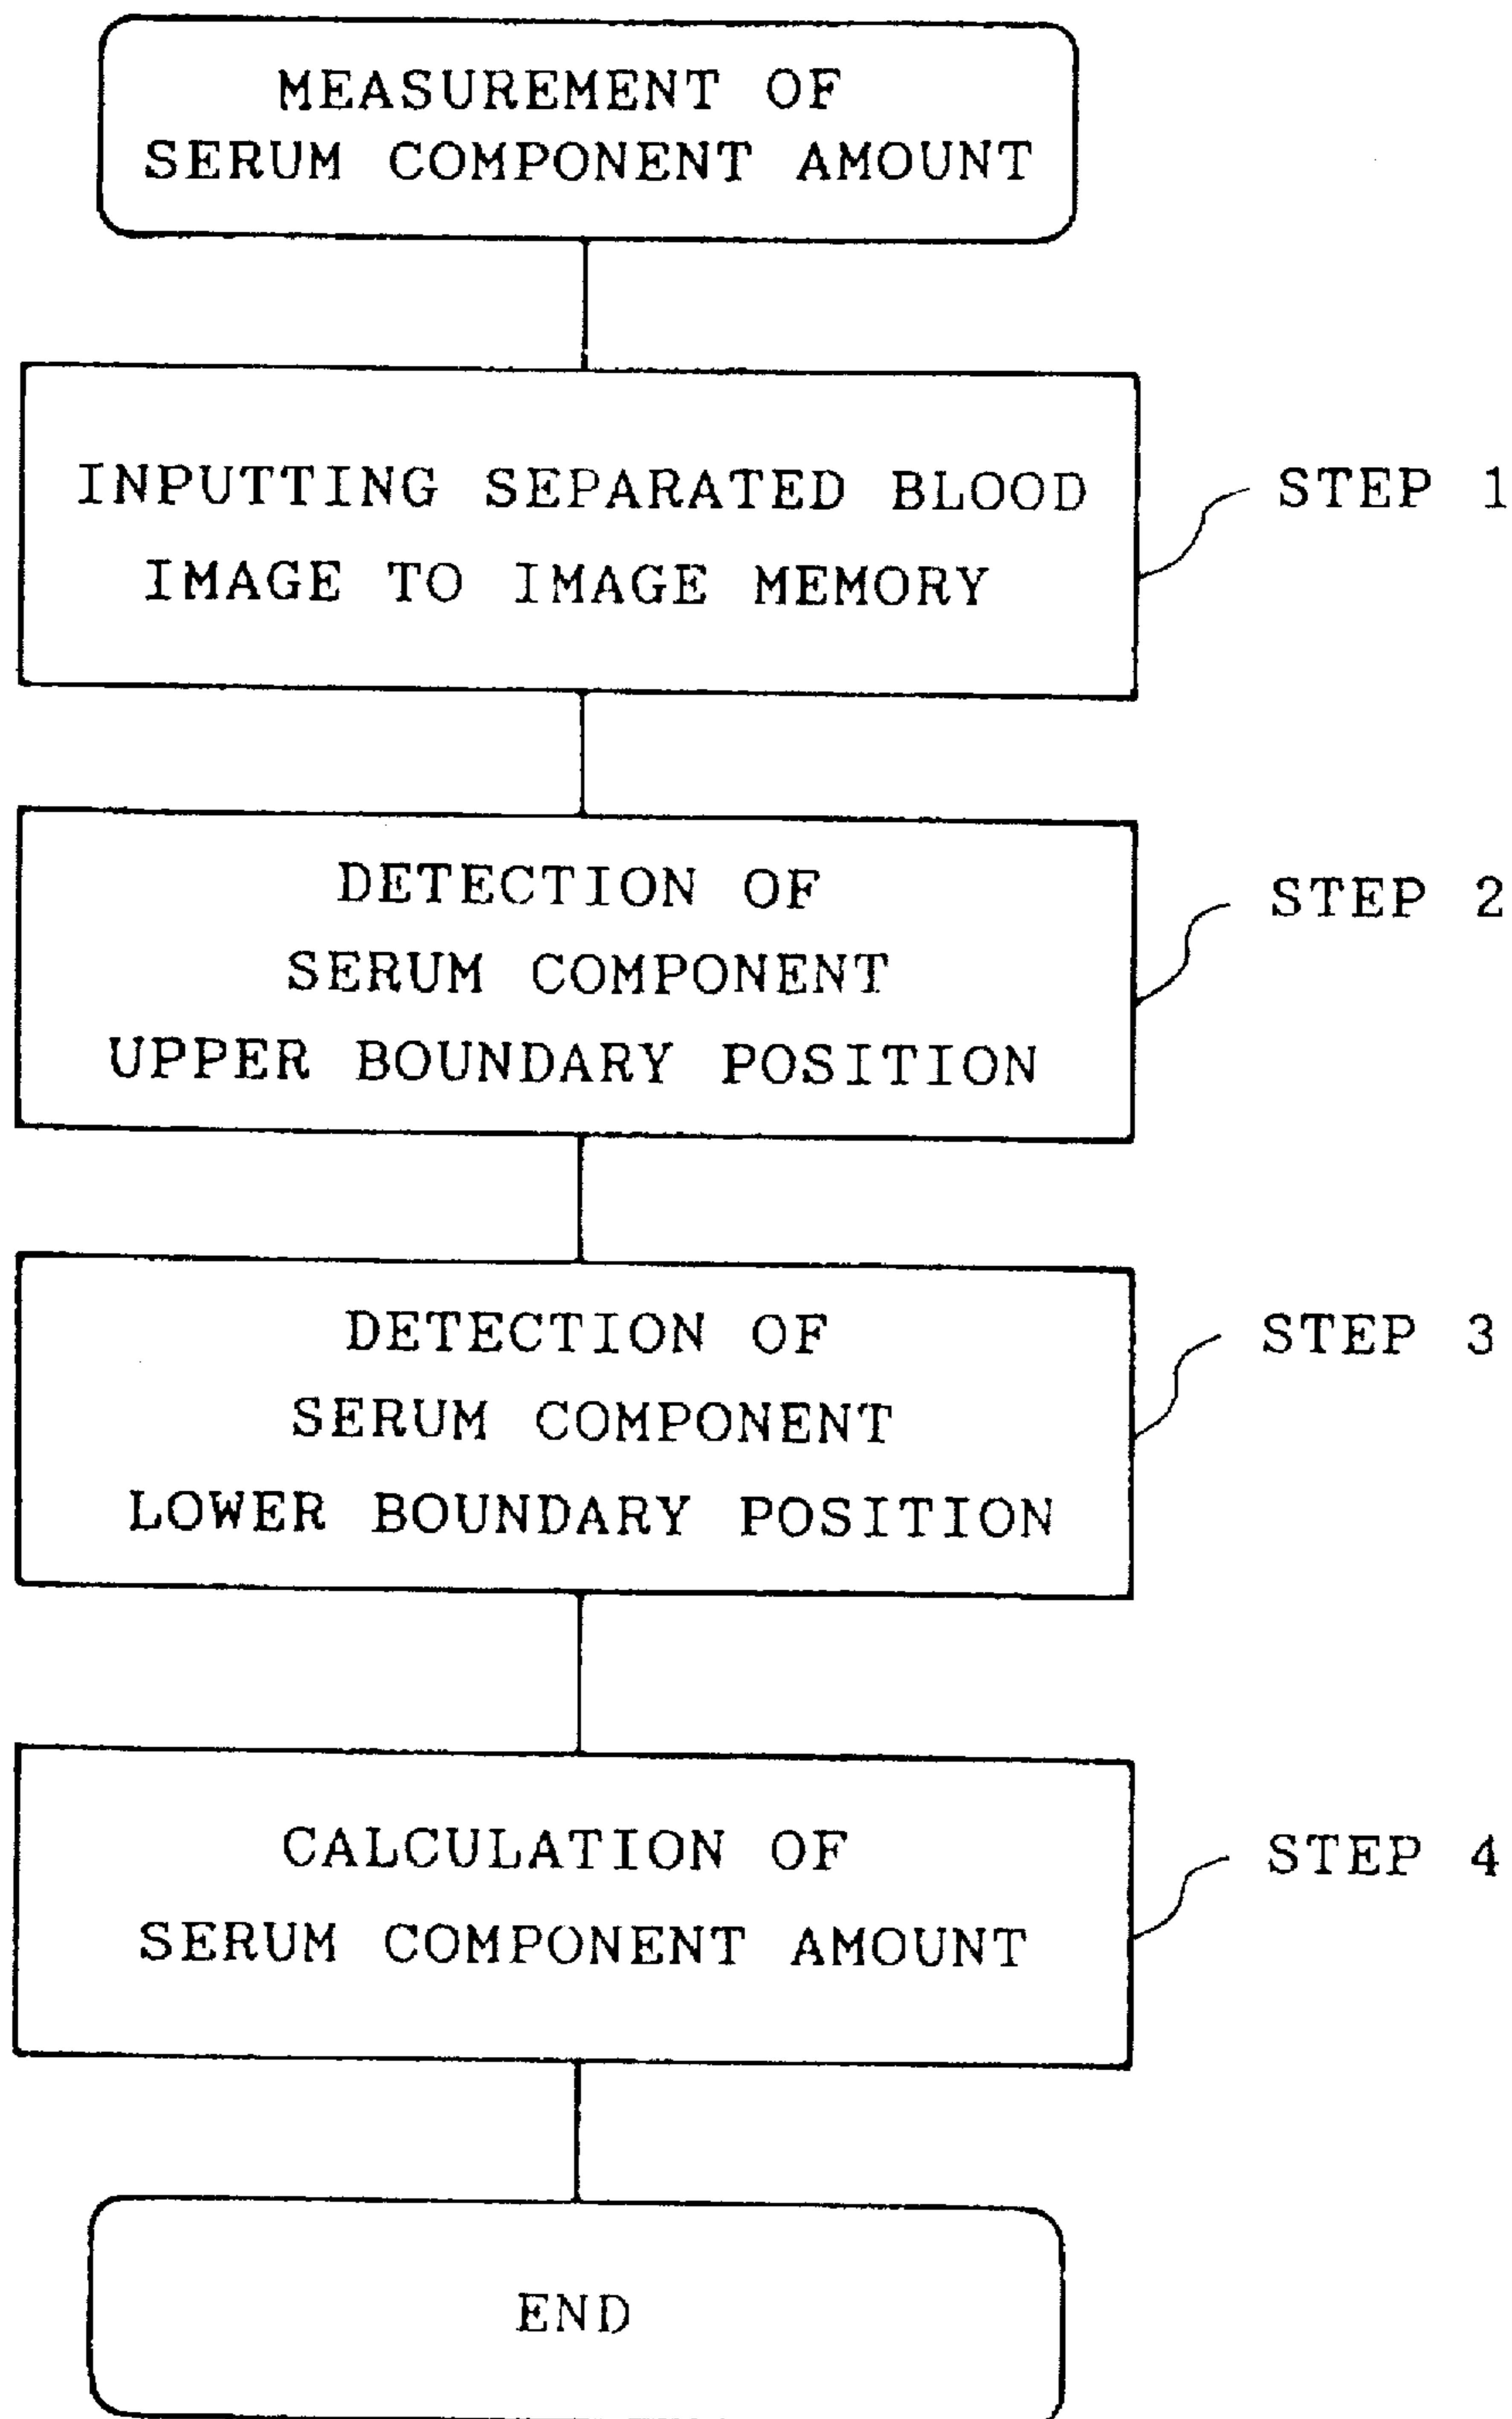 MEASUREMENT OF
SERUM COMPONENT AMOUNT
INPUTTING SEPARATED BLOOD
IMAGE TO IMAGE MEMORY
STEP 1
DETECTION OF
SERUM COMPONENT
UPPER BOUNDARY POSITION
STEP 2
DETECTION OF
SERUM COMPONENT
LOWER BOUNDARY POSITION
STEP 3
CALCULATION OF
SERUM COMPONENT AMOUNT
STEP 4
END